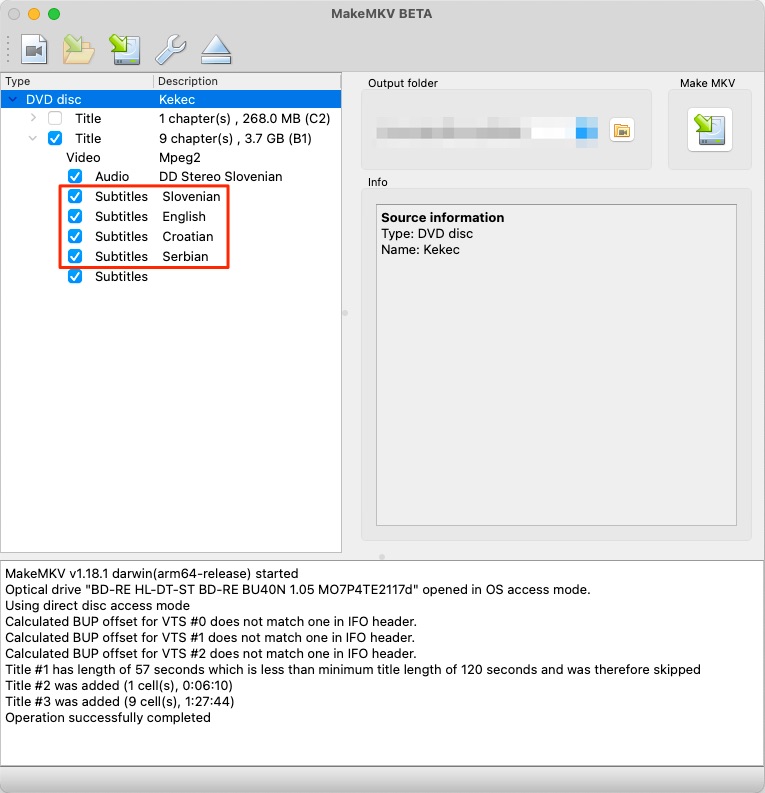 MakeMKV BETA
Type Description
DVD disc Kekec
Title 1 chapter(s) , 268.0 MB (C2)
Title 9 chapter(s) , 3.7 GB (B1)
Video Mpeg2
Audio DD Stereo Slovenian
Subtitles Slovenian
Subtitles English
Subtitles Croatian
Subtitles Serbian
Subtitles
Output folder
Make MKV
Info
Source information
Type: DVD disc
Name: Kekec
MakeMKV v1.18.1 darwin(arm64-release) started
Optical drive "BD-RE HL-DT-ST BD-RE BU40N 1.05 MO7P4TE2117d" opened in OS access mode.
Using direct disc access mode
Calculated BUP offset for VTS #0 does not match one in IFO header.
Calculated BUP offset for VTS #1 does not match one in IFO header.
Calculated BUP offset for VTS #2 does not match one in IFO header.
Title #1 has length of 57 seconds which is less than minimum title length of 120 seconds and was therefore skipped
Title #2 was added (1 cell(s), 0:06:10)
Title #3 was added (9 cell(s), 1:27:44)
Operation successfully completed